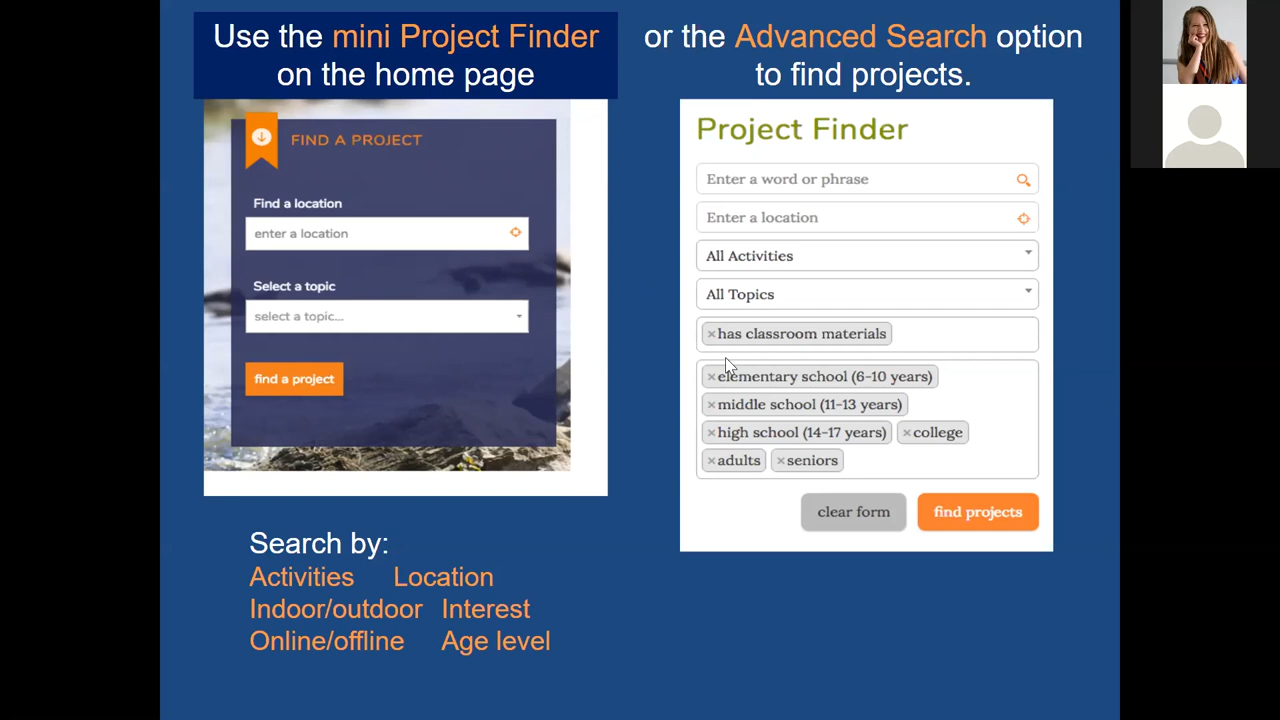 Use the mini Project Finder
on the home page
or the Advanced Search option
to find projects.
FIND A PROJECT
Find a location
enter a location
Select a topic
select a topic...
find a project
Project Finder
Enter a word or phrase
Enter a location
All Activities
All Topics
×has classroom materials
×elementary school (6-10 years)
×middle school (11-13 years)
×high school (14-17 years) ×college
×adults ×seniors
clear form find projects
Search by:
Activities Location
Indoor/outdoor Interest
Online/offline Age level